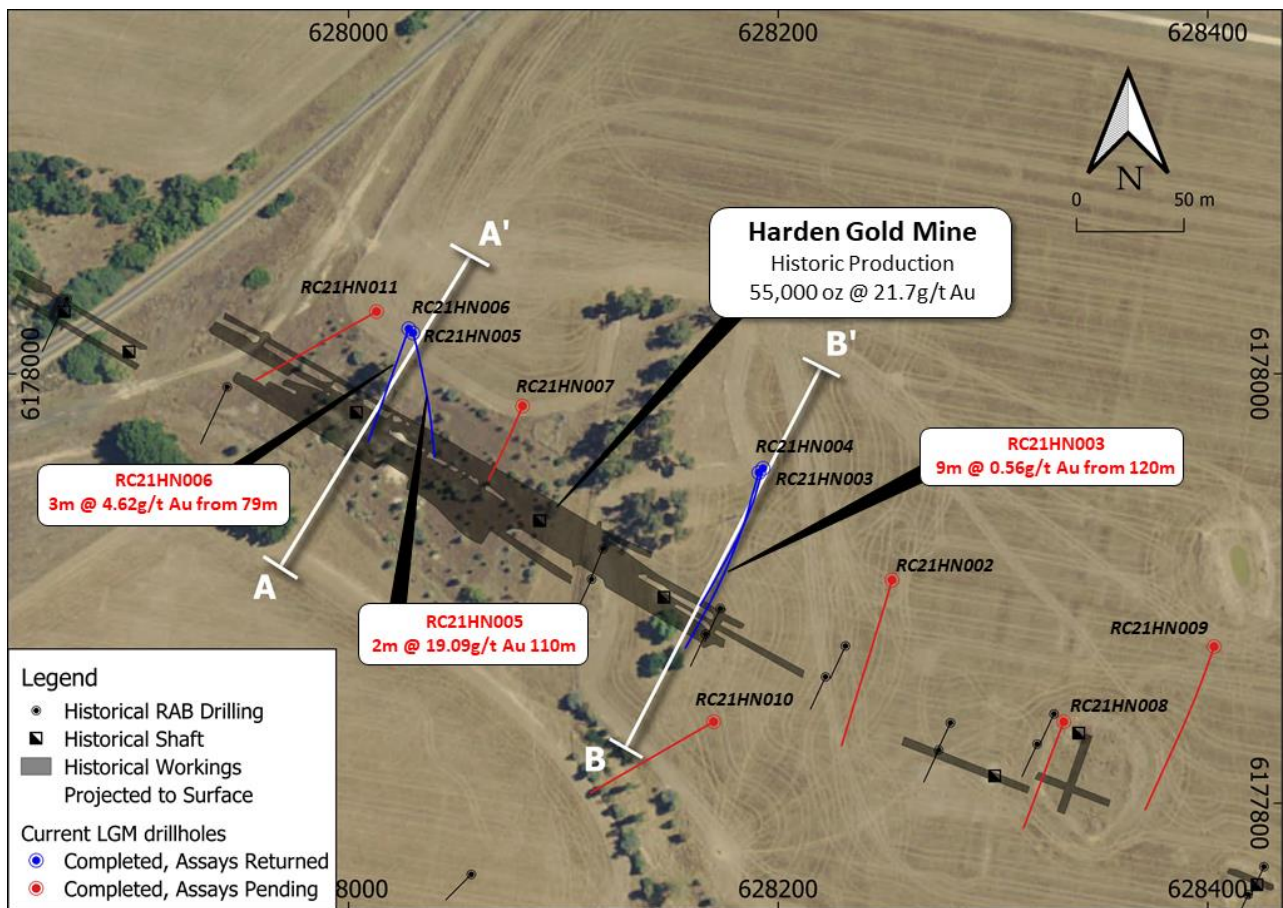 628000
628200
628400
N
0
50 m
A'
Harden Gold Mine
Historic Production
55,000 oz @ 21.7g/t Au
RC21HN011
RC21HN006
RC21HN005
B'
6178000
6178000
RC21HN007
RC21HN004
RC21HN003
RC21HN003
9m @ 0.56g/t Au from 120m
RC21HN006
3m @ 4.62g/t Au from 79m
A
RC21HN002
RC21HN005
2m @ 19.09g/t Au 110m
RC21HN009
RC21HN010
RC21HN008
B
6177800
Legend
Historical RAB Drilling
Historical Shaft
Historical Workings
Projected to Surface
Current LGM drillholes
Completed, Assays Returned
Completed, Assays Pending
628000
628200
628400